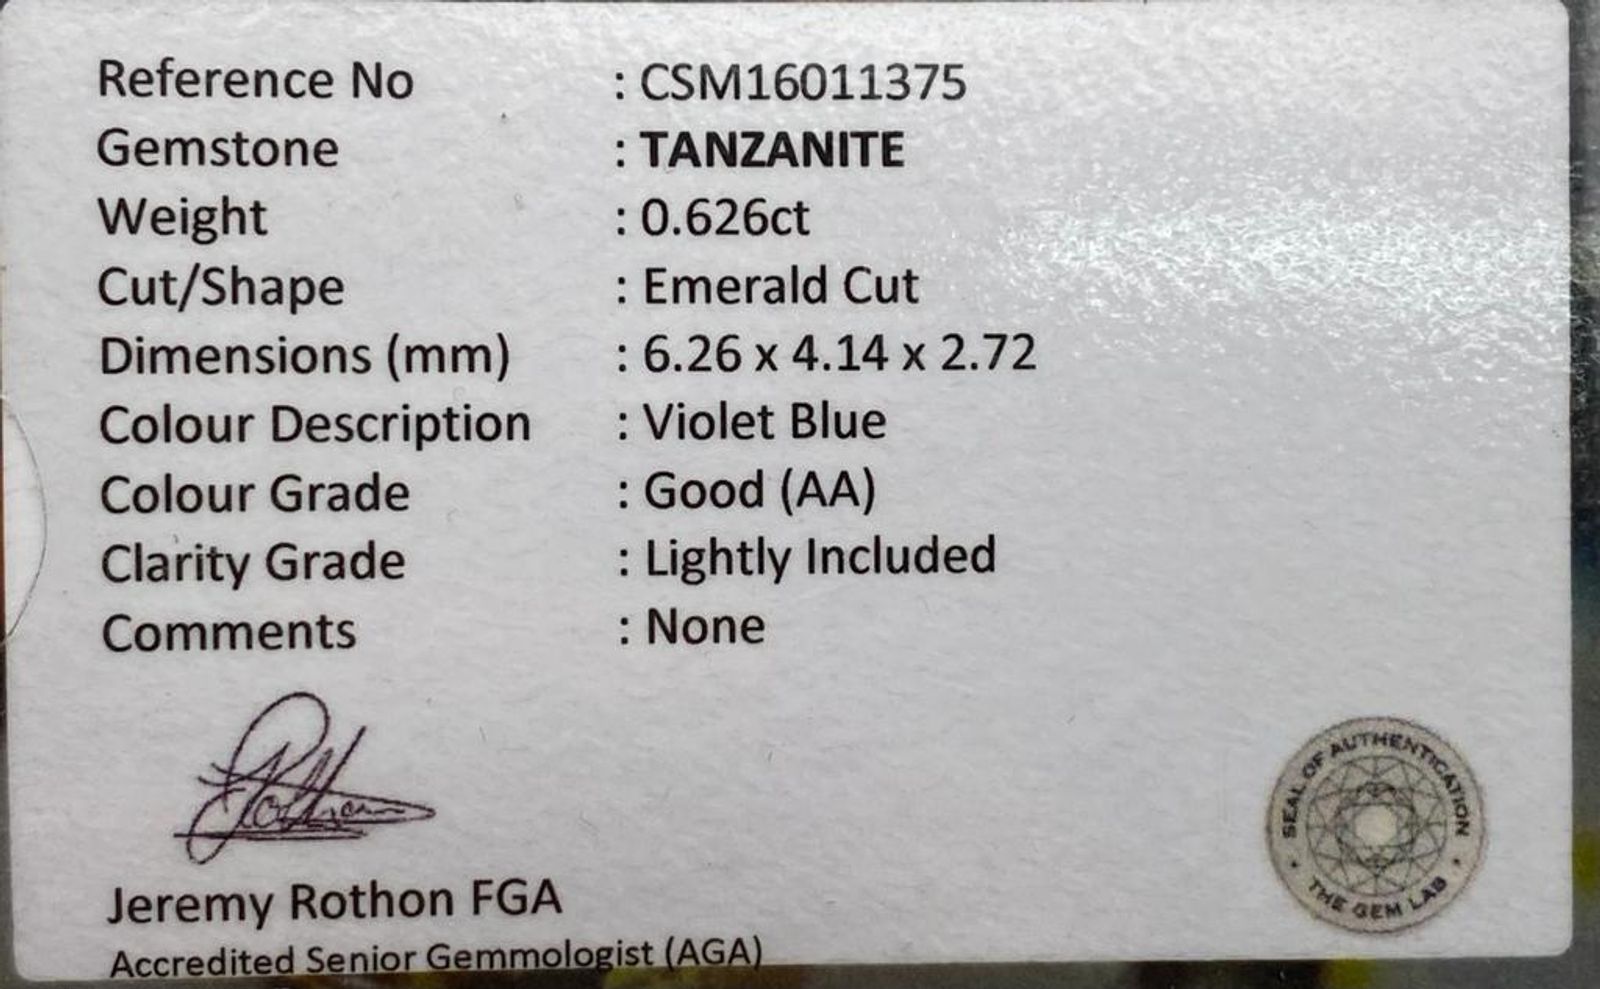 Reference No : CSM16011375
Gemstone : TANZANITE
Weight : 0.626ct
Cut/Shape : Emerald Cut
Dimensions (mm) : 6.26 x 4.14 x 2.72
Colour Description : Violet Blue
Colour Grade : Good (AA)
Clarity Grade : Lightly Included
Comments : None
Jeremy Rothon FGA
Accredited Senior Gemmologist (AGA)
SEAL OF AUTHENTICATION
THE GEM LAB